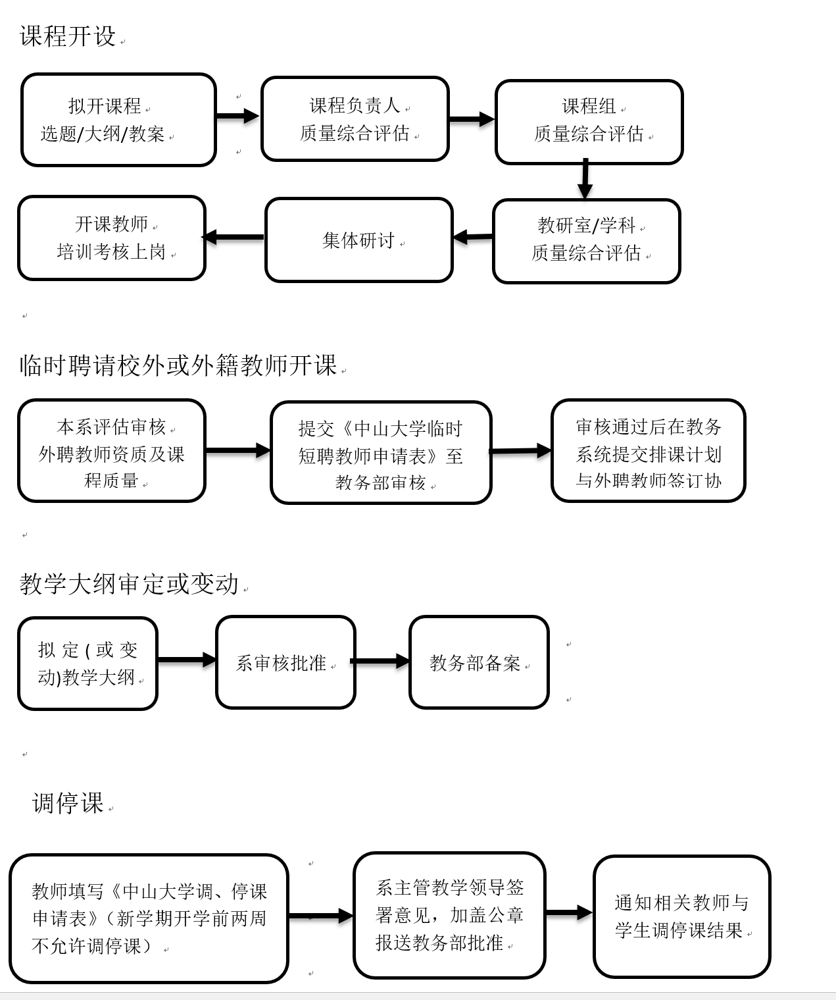 课程开设
拟开课程
选题/大纲/教案
课程负责人
质量综合评估
课程组
质量综合评估
开课教师
培训考核上岗
集体研讨
教研室/学科
质量综合评估
临时聘请校外或外籍教师开课
本系评估审核
外聘教师资质及课
程质量
提交《中山大学临时
短聘教师申请表》至
教务部审核
审核通过后在教务
系统提交排课计划
与外聘教师签订协
教学大纲审定或变动
拟定(或变
动)教学大纲
系审核批准
教务部备案
调停课
教师填写《中山大学调、停课
申请表》（新学期开学前两周
不允许调停课）
系主管教学领导签
署意见，加盖公章
报送教务部批准
通知相关教师与
学生调停课结果